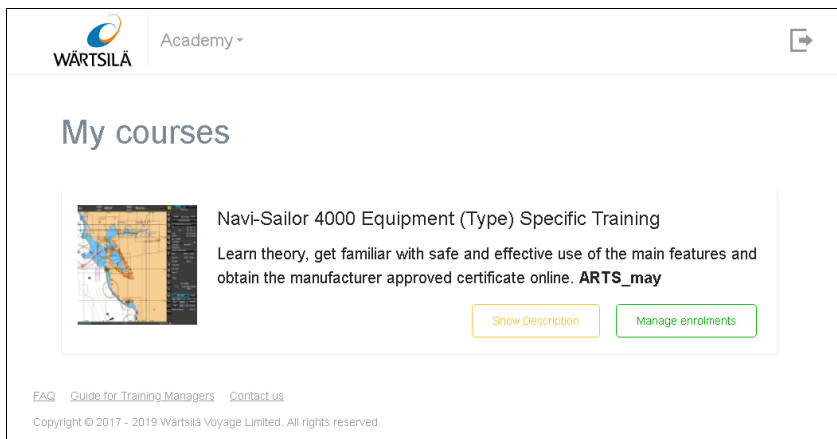 WÄRTSILÄ
Academy
My courses
Navi-Sailor 4000 Equipment (Type) Specific Training
Learn theory, get familiar with safe and effective use of the main features and
obtain the manufacturer approved certificate online. ARTS_may
Show Description
Manage enrolments
FAQ Guide for Training Managers Contact us
Copyright © 2017 - 2019 Wärtsilä Voyage Limited. All rights reserved.